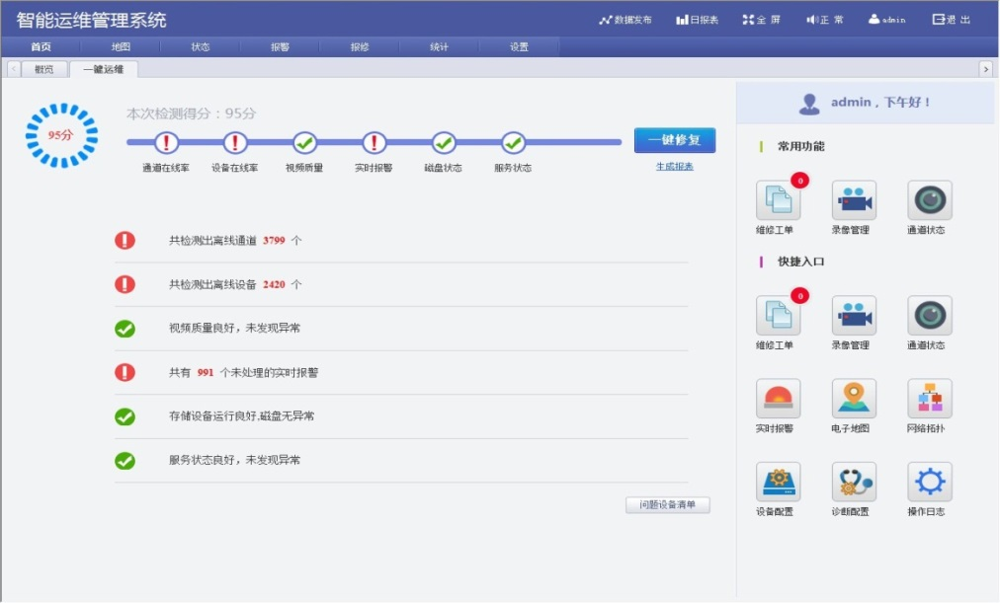 智能运维管理系统
数据发布 日报表 全 屏 正 常 admin 退 出
首页 地图 状态 报警 报修 统计 设置
概览 一键运维
admin，下午好！
本次检测得分：95分
95分
一键修复
通道在线率 设备在线率 视频质量 实时报警 磁盘状态 服务状态
生成报表
常用功能
0
维修工单 录像管理 通道状态
共检测出离线通道 3799 个
快捷入口
共检测出离线设备 2420 个
0
视频质量良好，未发现异常
维修工单 录像管理 通道状态
共有 991 个未处理的实时报警
存储设备运行良好,磁盘无异常
实时报警 电子地图 网络拓扑
服务状态良好，未发现异常
问题设备清单
设备配置 诊断配置 操作日志